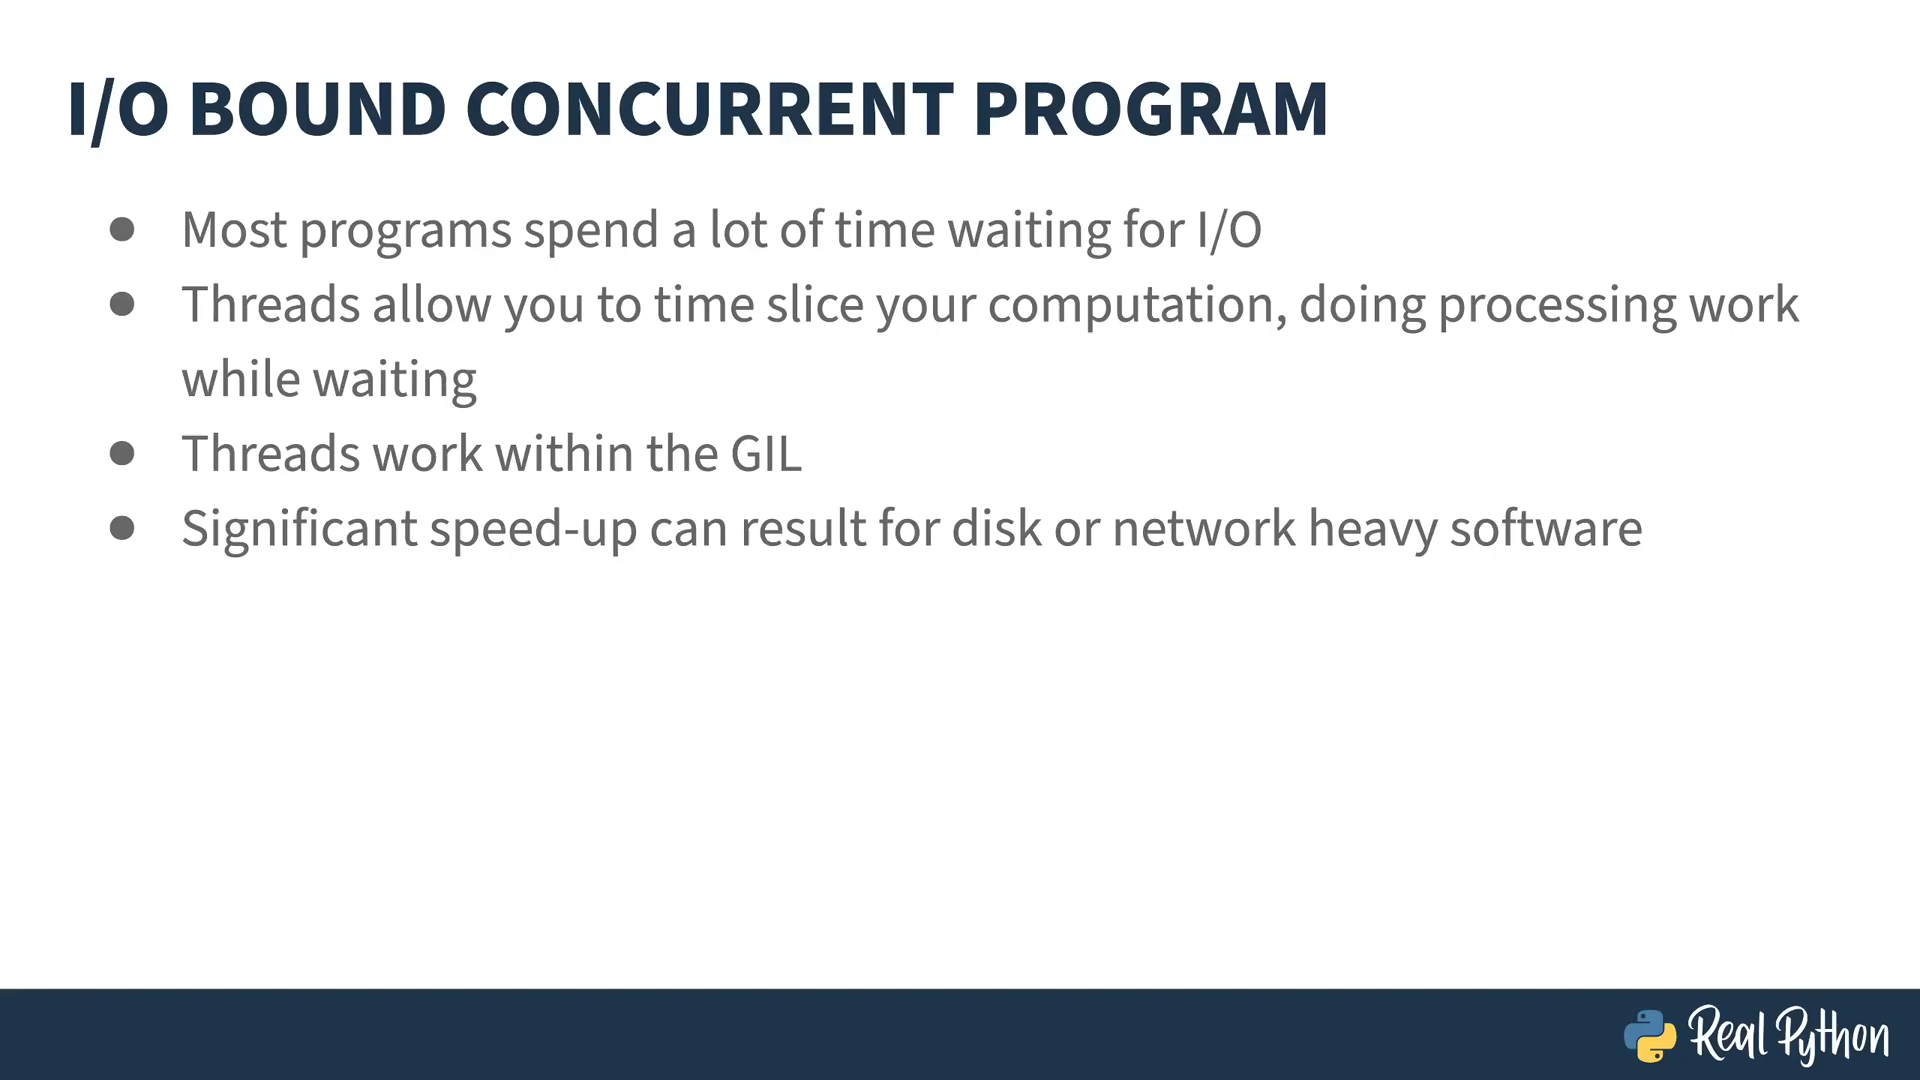 I/O BOUND CONCURRENT PROGRAM
● Most programs spend a lot of time waiting for I/O
● Threads allow you to time slice your computation, doing processing work
while waiting
● Threads work within the GIL
● Significant speed-up can result for disk or network heavy software
Real Python